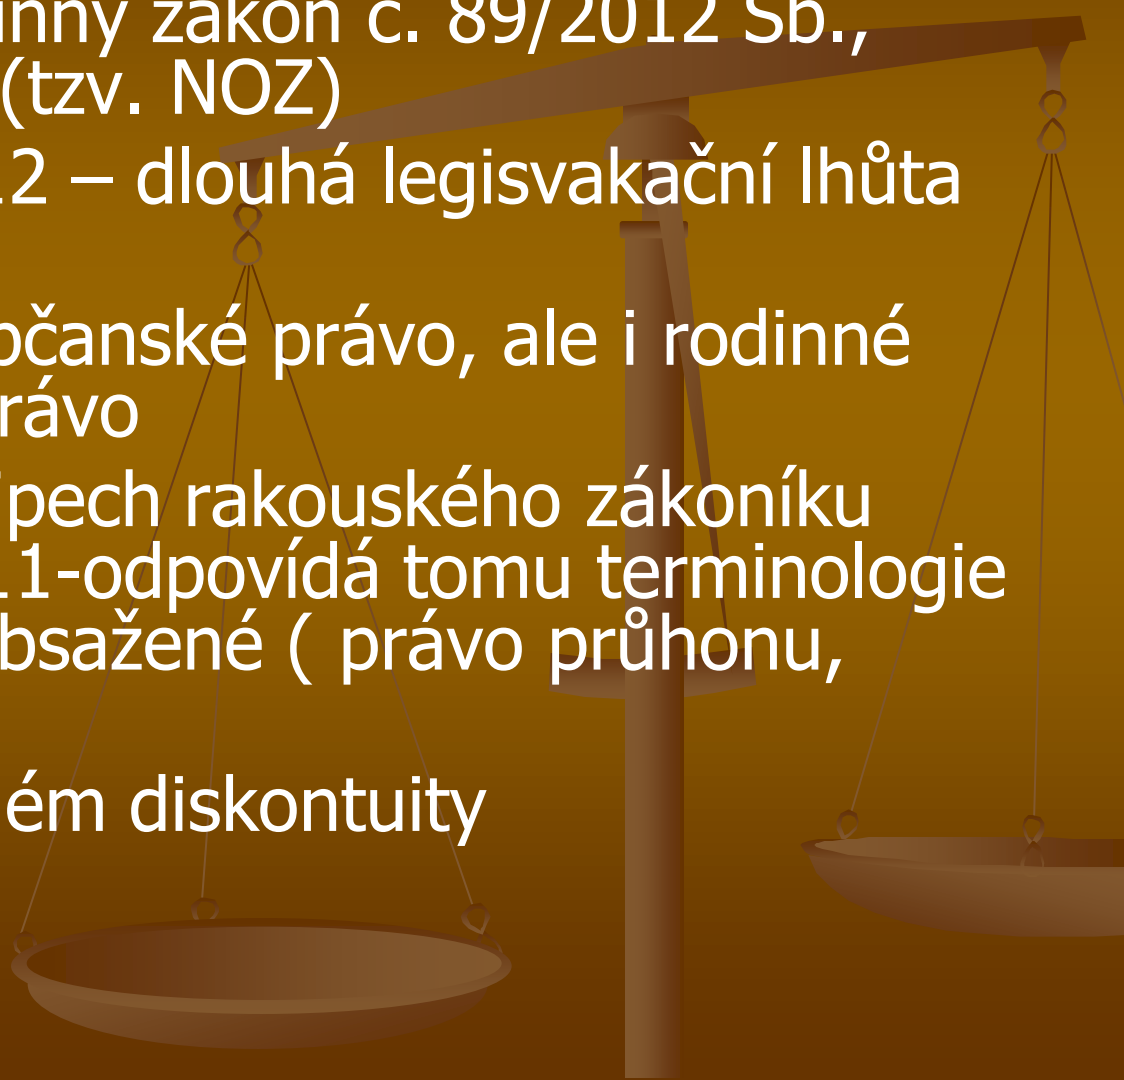 inný zákon č. 89/2012 Sb.,
(tzv. NOZ)
12 – dlouhá legisvakační lhůta
občanské právo, ale i rodinné
rávo
ipech rakouského zákoníku
11-odpovídá tomu terminologie
bsažené ( právo průhonu,
ém diskontuity